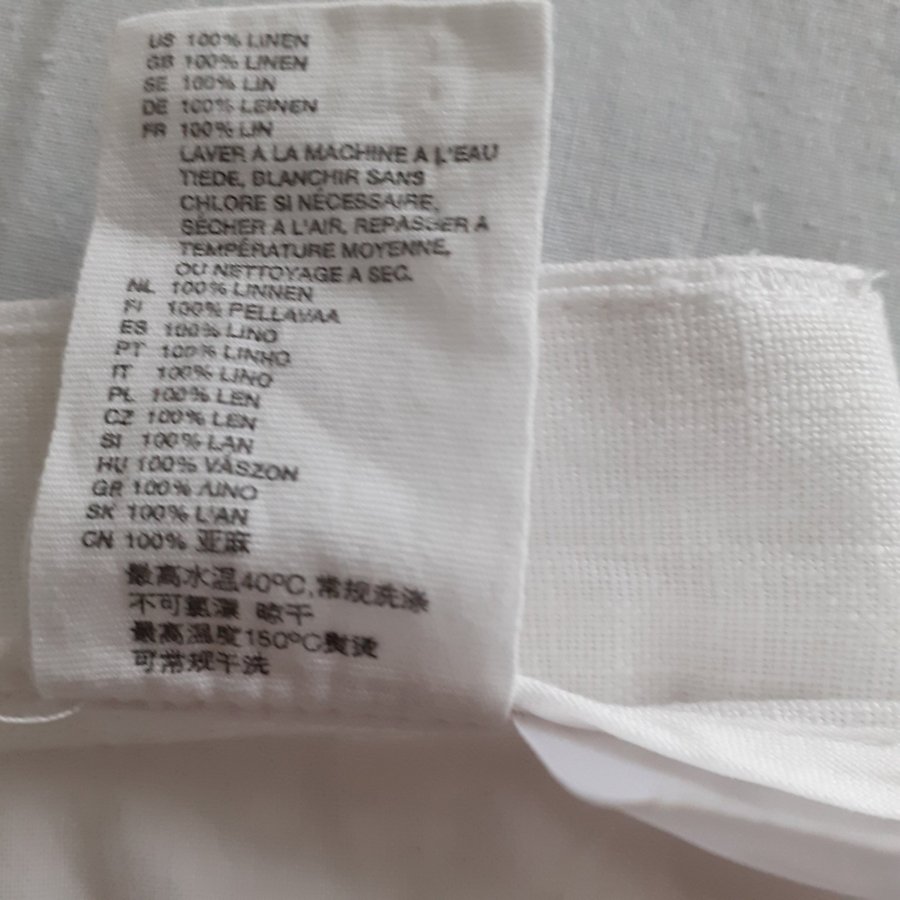 US 100% LINEN
GB 100% LINEN
SE 100% LIN
DE 100% LEINEN
FR 100% LIN
LAVER A LA MACHINE A L'EAU
TIEDE, BLANCHIR SANS
CHLORE SI NÉCESSAIRE,
SÉCHER A L'AIR, REPASSER A
TEMPÉRATURE MOYENNE,
OU NETTOYAGE A SEC.
NL 100% LINNEN
FI 100% PELLAVAA
ES 100% LINO
PT 100% LINHO
IT 100% LINO
PL 100% LEN
CZ 100% LEN
SI 100% LAN
HU 100% VÁSZON
GR 100% ΛΙΝΟ
SK 100% L'AN
CN 100% 亚麻
最高水温40ºC,常规洗涤
不可氯漂 晾干
最高温度150ºC熨烫
可常规干洗